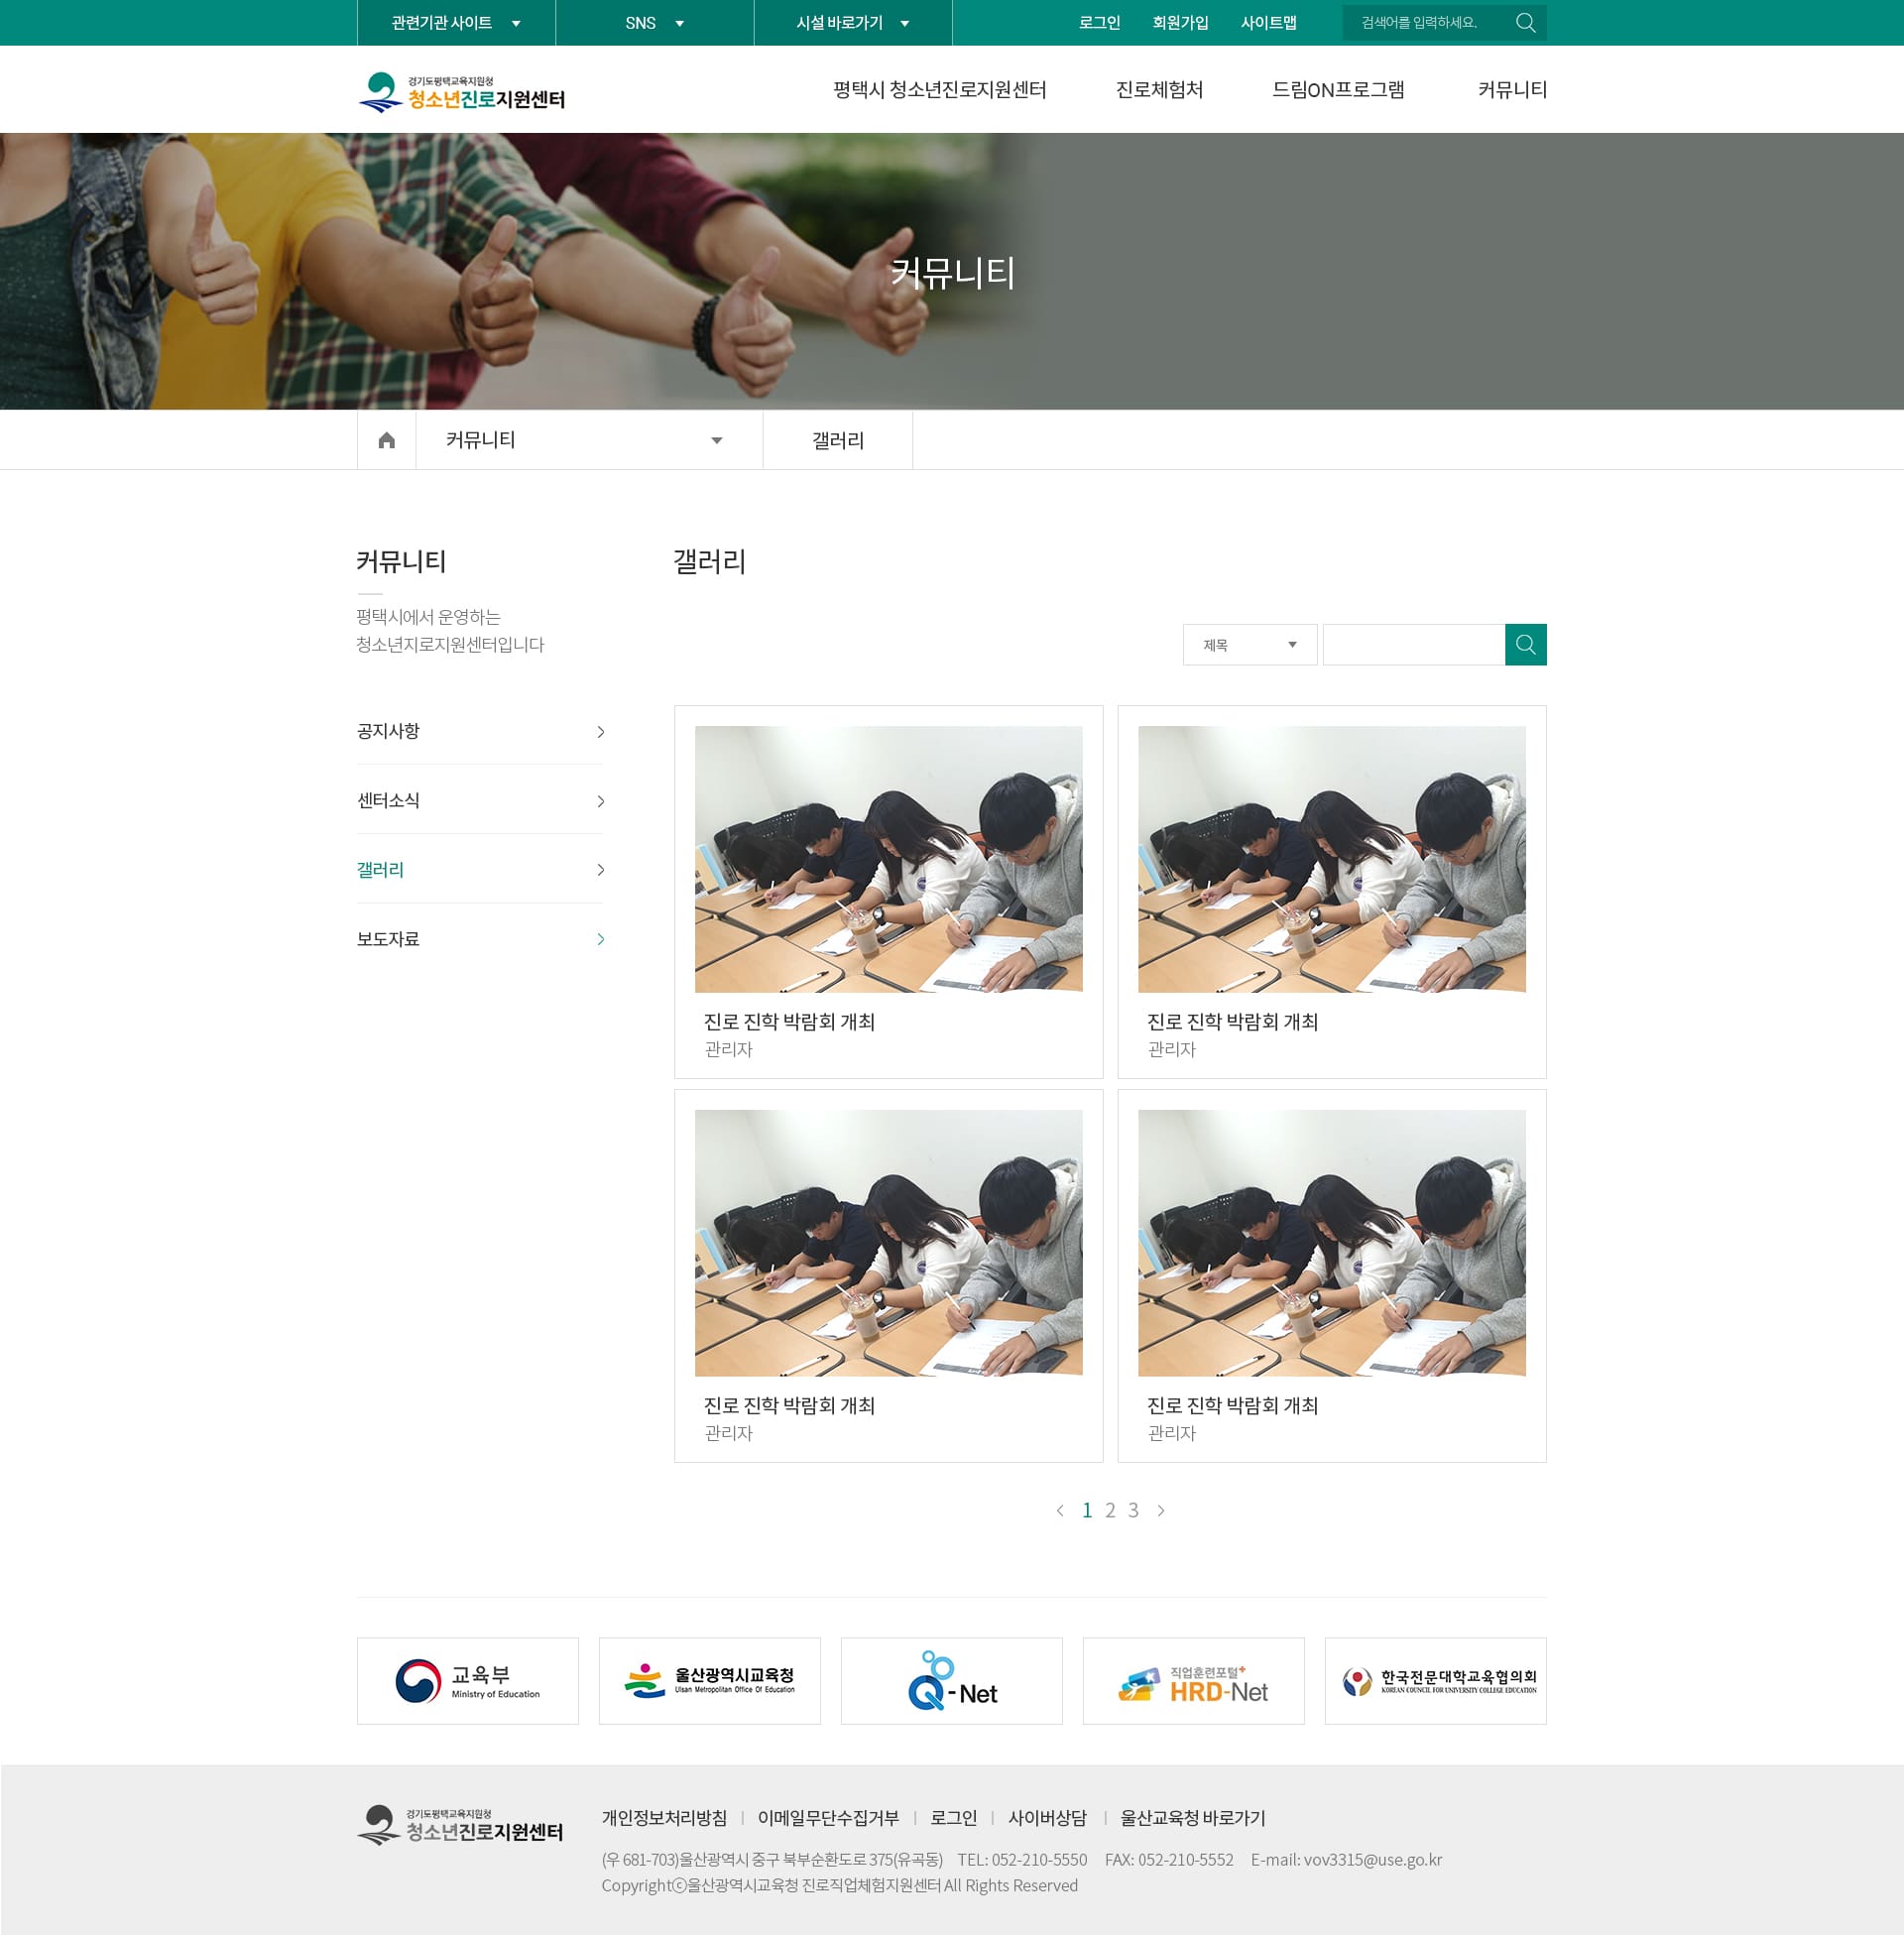 관련기관 사이트
SNS
시설 바로가기
로그인
회원가입
사이트맵
검색어를 입력하세요.
경기도평택교육지원청
청소년진로지원센터
평택시 청소년진로지원센터
진로체험처
드림ON프로그램
커뮤니티
커뮤니티
커뮤니티
갤러리
커뮤니티
평택시에서 운영하는
청소년지로지원센터입니다
공지사항
센터소식
갤러리
보도자료
갤러리
제목
진로 진학 박람회 개최
관리자
진로 진학 박람회 개최
관리자
진로 진학 박람회 개최
관리자
진로 진학 박람회 개최
관리자
1 2 3
교육부
Ministry of Education
울산광역시교육청
Ulsan Metropolitan Office Of Education
Q-Net
직업훈련포털+
HRD-Net
한국전문대학교육협의회
KOREAN COUNCIL FOR UNIVERSITY COLLEGE EDUCATION
경기도평택교육지원청
청소년진로지원센터
개인정보처리방침 | 이메일무단수집거부 | 로그인 | 사이버상담 | 울산교육청 바로가기
(우 681-703)울산광역시 중구 북부순환도로 375(유곡동) TEL: 052-210-5550 FAX: 052-210-5552 E-mail: vov3315@use.go.kr
Copyrightⓒ울산광역시교육청 진로직업체험지원센터 All Rights Reserved